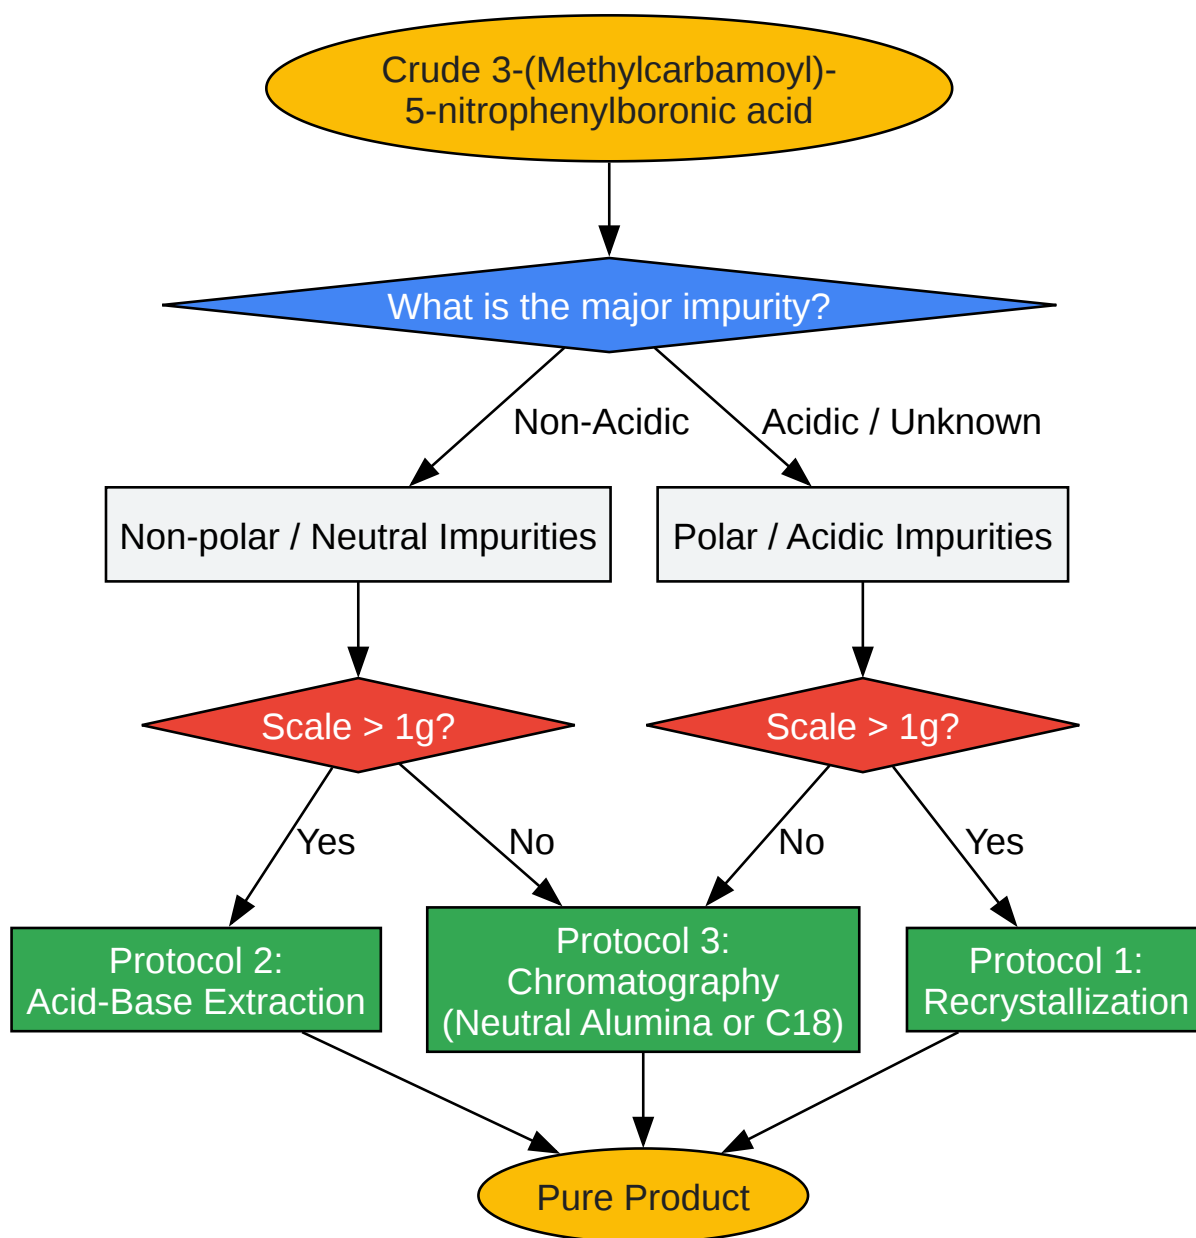 Crude 3-(Methylcarbamoyl)-
5-nitrophenylboronic acid
What is the major impurity?
Non-Acidic
Acidic / Unknown
Non-polar / Neutral Impurities
Polar / Acidic Impurities
Scale > 1g?
Scale > 1g?
Yes
No
No
Yes
Protocol 2:
Acid-Base Extraction
Protocol 3:
Chromatography
(Neutral Alumina or C18)
Protocol 1:
Recrystallization
Pure Product